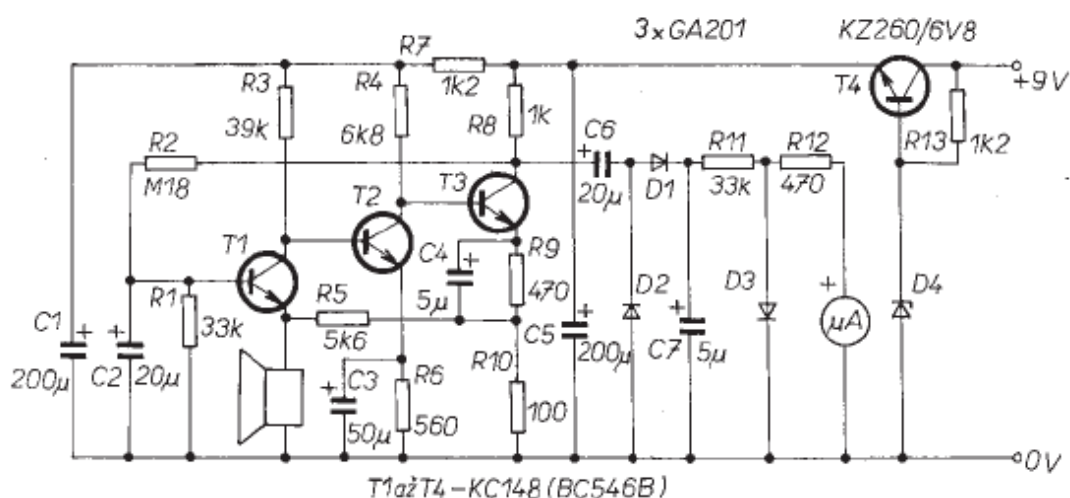 3xGA201
KZ260/6V8
R7
1k2
R3
39k
R4
6k8
R8
1k
T4
+9V
R13
1k2
R2
M18
C6
+
20µ
D1
R11
33k
R12
470
T3
T2
T1
C4
+
5µ
R9
470
R1
33k
R5
5k6
C1
+
200µ
C2
+
20µ
C3
+
50µ
R6
560
R10
100
C5
+
200µ
D2
C7
+
5µ
D3
+
µA
D4
0V
T1ažT4-KC148(BC546B)